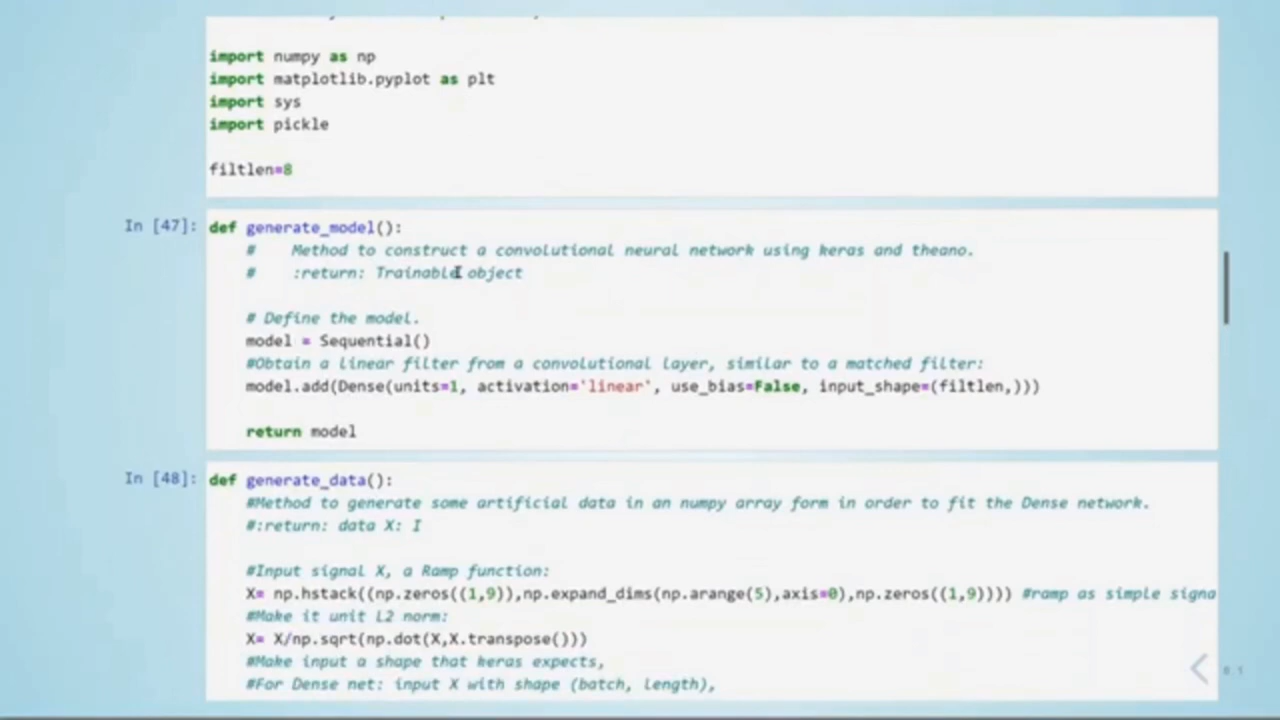 import numpy as np
import matplotlib.pyplot as plt
import sys
import pickle
filtlen=8
In [47]: def generate_model():
#    Method to construct a convolutional neural network using keras and theano.
#    :return: Trainable object
# Define the model.
model = Sequential()
#Obtain a linear filter from a convolutional layer, similar to a matched filter:
model.add(Dense(units=1, activation='linear', use_bias=False, input_shape=(filtlen,)))
return model
In [48]: def generate_data():
#Method to generate some artificial data in an numpy array form in order to fit the Dense network.
#:return: data X: I
#Input signal X, a Ramp function:
X= np.hstack((np.zeros((1,9)),np.expand_dims(np.arange(5),axis=0),np.zeros((1,9)))) #ramp as simple signa
#Make it unit L2 norm:
X= X/np.sqrt(np.dot(X,X.transpose()))
#Make input a shape that keras expects,
#For Dense net: input X with shape (batch, length),